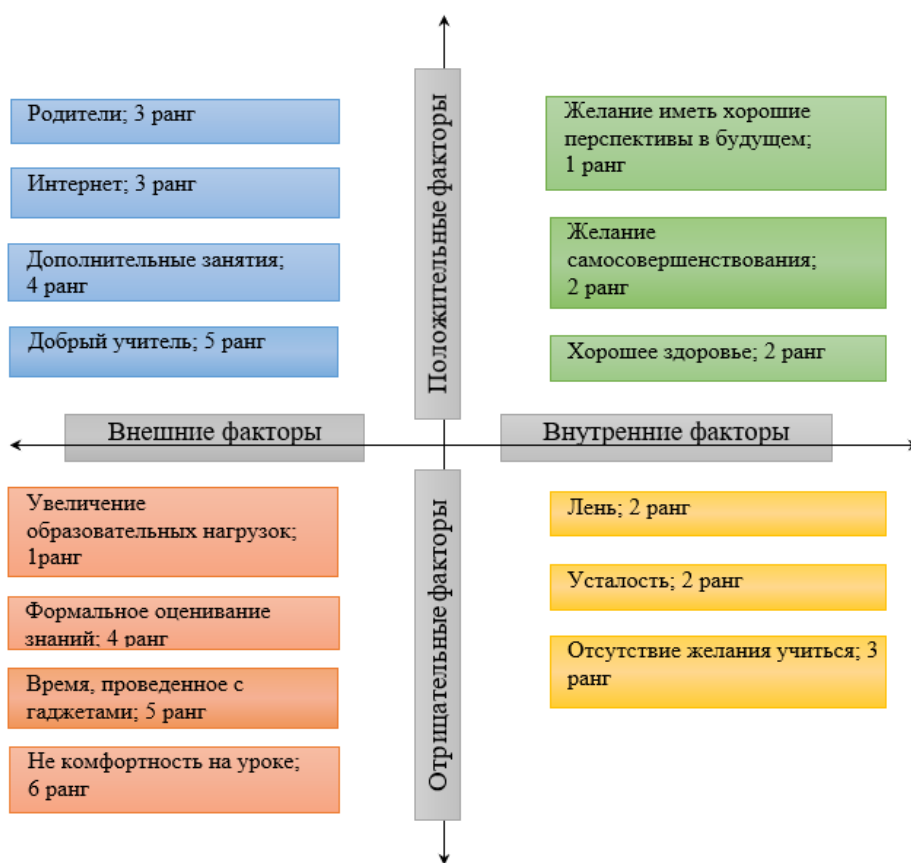 Положительные факторы
Родители; 3 ранг
Интернет; 3 ранг
Дополнительные занятия;
4 ранг
Добрый учитель; 5 ранг
Желание иметь хорошие
перспективы в будущем;
1 ранг
Желание
самосовершенствования;
2 ранг
Хорошее здоровье; 2 ранг
Внешние факторы
Внутренние факторы
Отрицательные факторы
Увеличение
образовательных нагрузок;
1ранг
Формальное оценивание
знаний; 4 ранг
Время, проведенное с
гаджетами; 5 ранг
Не комфортность на уроке;
6 ранг
Лень; 2 ранг
Усталость; 2 ранг
Отсутствие желания учиться; 3
ранг